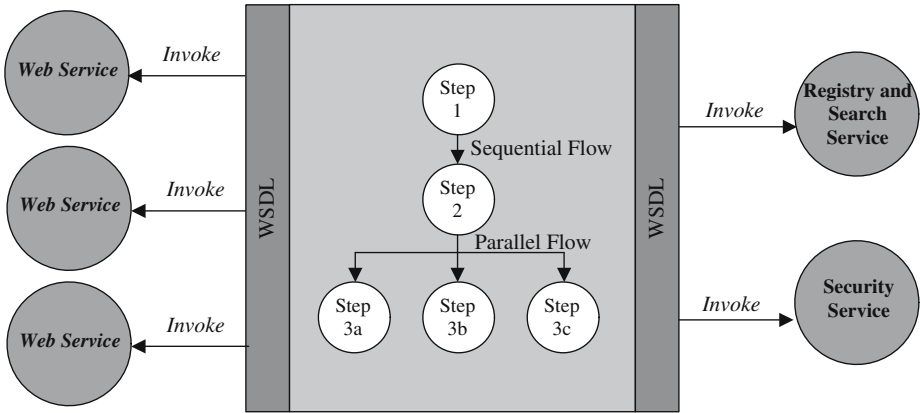 Web Service
Invoke
Web Service
Invoke
Web Service
Invoke
WSDL
Step
1
Sequential Flow
Step
2
Parallel Flow
Step
3a
Step
3b
Step
3c
WSDL
Invoke
Registry and
Search
Service
Invoke
Security
Service